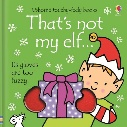 Usborne touchy-feely books
That's not my elf...
Its gloves are too
fuzzy.